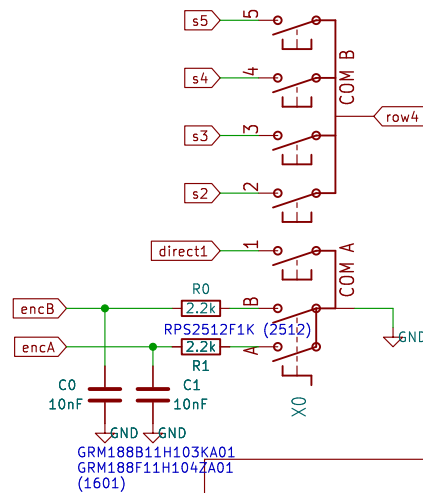 s5
5
s4
4
COM B
row4
s3
3
s2
2
direct1
1
COM A
R0
encB
2.2k
B
RPS2512F1K (2512)
GND
encA
2.2k
A
R1
C0
10nF
C1
10nF
X0
GND
GND
GRM188B11H103KA01
GRM188F11H104ZA01
(1601)